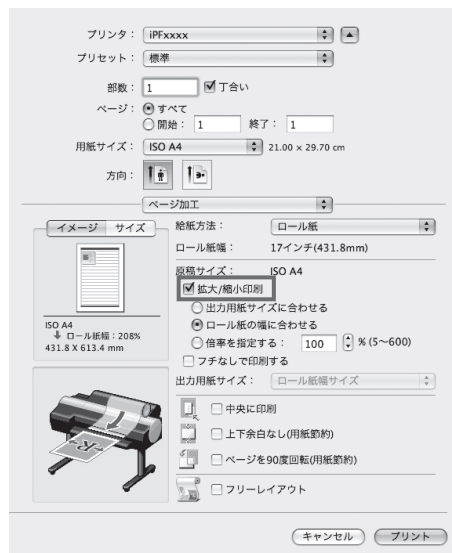 プリンタ： iPFxxxx
プリセット： 標準
部数： 1 丁合い
ページ： すべて
開始： 1 終了： 1
用紙サイズ： ISO A4 21.00 × 29.70 cm
方向：
ページ加工
イメージ サイズ
給紙方法： ロール紙
ロール紙幅： 17インチ(431.8mm)
原稿サイズ： ISO A4
拡大/縮小印刷
出力用紙サイズに合わせる
ロール紙の幅に合わせる
倍率を指定する： 100 % (5~600)
フチなしで印刷する
出力用紙サイズ： ロール紙幅サイズ
ISO A4
ロール紙幅：208%
431.8 X 613.4 mm
中央に印刷
上下余白なし(用紙節約)
ページを90度回転(用紙節約)
フリーレイアウト
キャンセル プリント